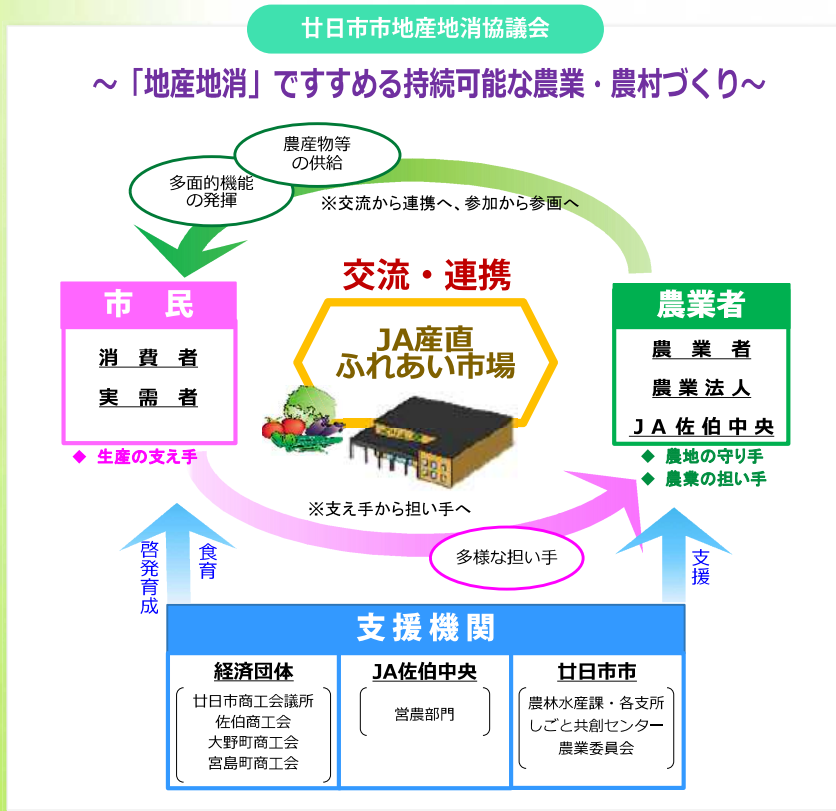 廿日市市地産地消協議会
～「地産地消」ですすめる持続可能な農業・農村づくり～
農産物等
の供給
多面的機能
の発揮
※交流から連携へ、参加から参画へ
交流・連携
JA産直
ふれあい市場
市　民
消　費　者
実　需　者
◆ 生産の支え手
農業者
農　業　者
農業法人
JA佐伯中央
◆ 農地の守り手
◆ 農業の担い手
※支え手から担い手へ
多様な担い手
啓発育成
食育
支援
支援機関
経済団体
廿日市商工会議所
佐伯商工会
大野町商工会
宮島町商工会
JA佐伯中央
営農部門
廿日市市
農林水産課・各支所
しごと共創センター
農業委員会